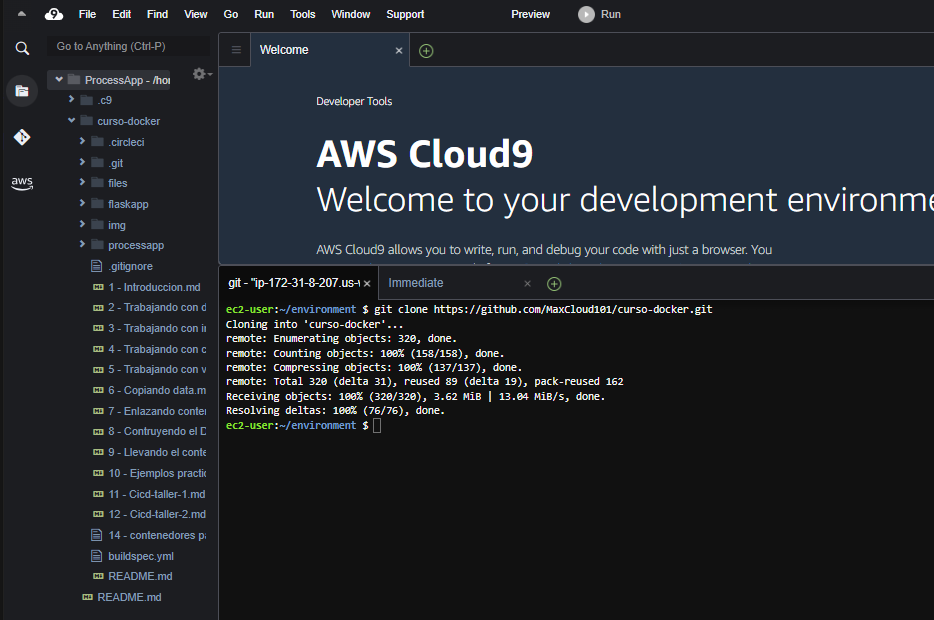 9 File Edit Find View Go Run Tools Window Support Preview Run
Go to Anything (Ctrl-P)
Welcome
ProcessApp - /hor
.c9
curso-docker
.circleci
.git
files
flaskapp
img
processapp
.gitignore
1 - Introduccion.md
2 - Trabajando con d
3 - Trabajando con ir
4 - Trabajando con c
5 - Trabajando con v
6 - Copiando data.m
7 - Enlazando conter
8 - Contruyendo el D
9 - Llevando el conte
10 - Ejemplos practic
11 - Cicd-taller-1.md
12 - Cicd-taller-2.md
14 - contenedores pa
buildspec.yml
README.md
README.md
aws
Developer Tools
AWS Cloud9
Welcome to your development environme
AWS Cloud9 allows you to write, run, and debug your code with just a browser. You
git - "ip-172-31-8-207.us-w Immediate
ec2-user:~/environment $ git clone https://github.com/MaxCloud101/curso-docker.git
Cloning into 'curso-docker'...
remote: Enumerating objects: 320, done.
remote: Counting objects: 100% (158/158), done.
remote: Compressing objects: 100% (137/137), done.
remote: Total 320 (delta 31), reused 89 (delta 19), pack-reused 162
Receiving objects: 100% (320/320), 3.62 MiB | 13.04 MiB/s, done.
Resolving deltas: 100% (76/76), done.
ec2-user:~/environment $